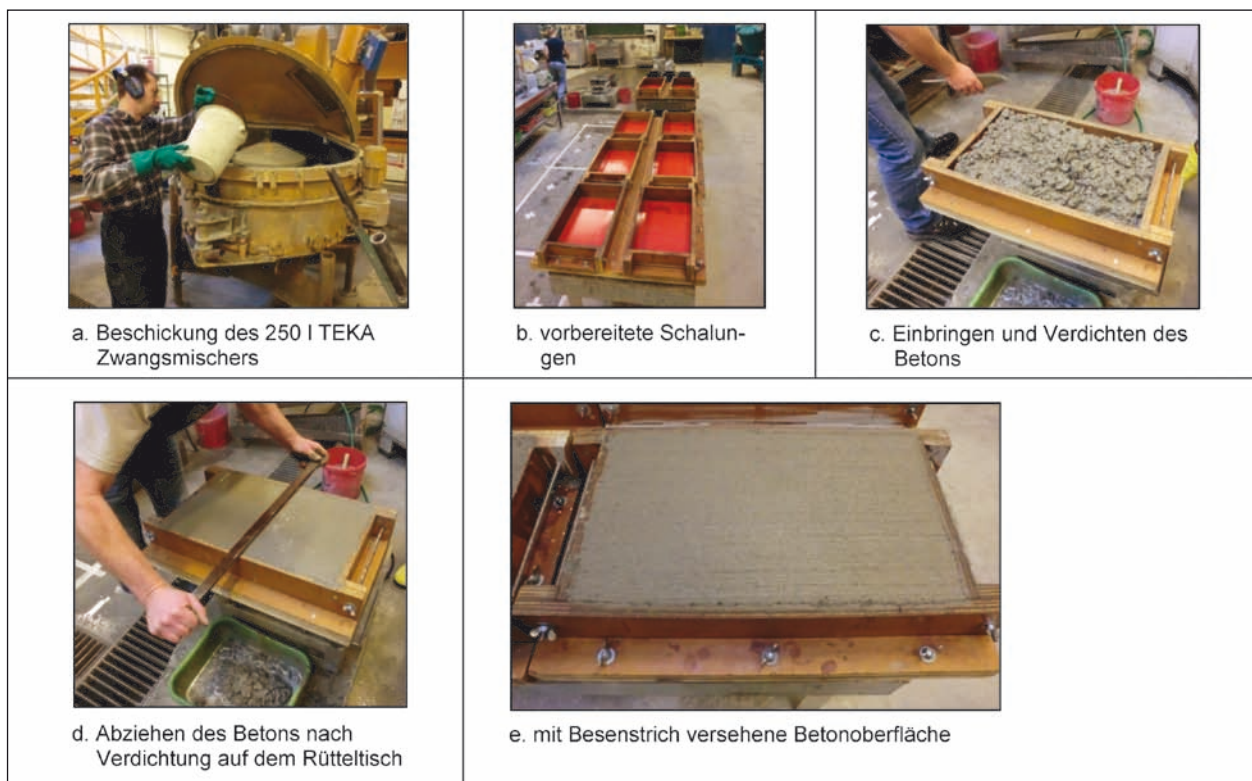 a. Beschickung des 250 l TEKA
Zwangsmischers
b. vorbereitete Schalun-
gen
c. Einbringen und Verdichten des
Betons
d. Abziehen des Betons nach
Verdichtung auf dem Rütteltisch
e. mit Besenstrich versehene Betonoberfläche